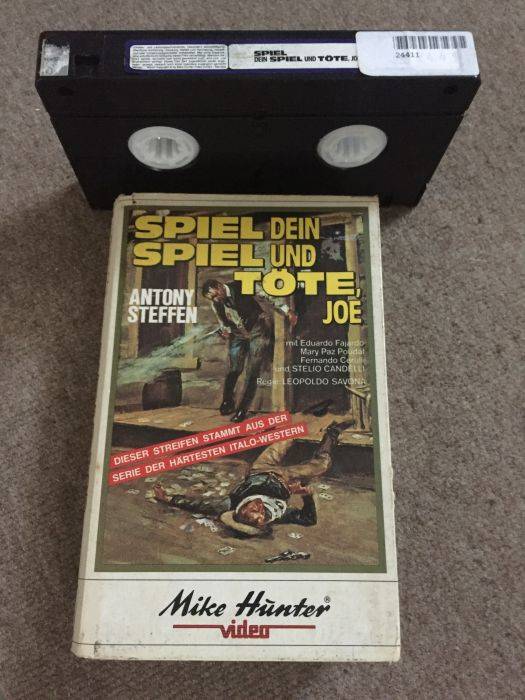 SPIEL
DEIN SPIEL UND TÖTE, JO
24411
SPIEL DEIN
SPIEL UND
TÖTE,
JOE
ANTONY
STEFFEN
mit Eduardo Fajardo
Mary Paz Pondal
Fernando Cerulli
und STELIO CANDELLI
Regie: LEOPOLDO SAVONA
DIESER STREIFEN STAMMT AUS DER
SERIE DER HÄRTESTEN ITALO-WESTERN
Mike Hunter®
video